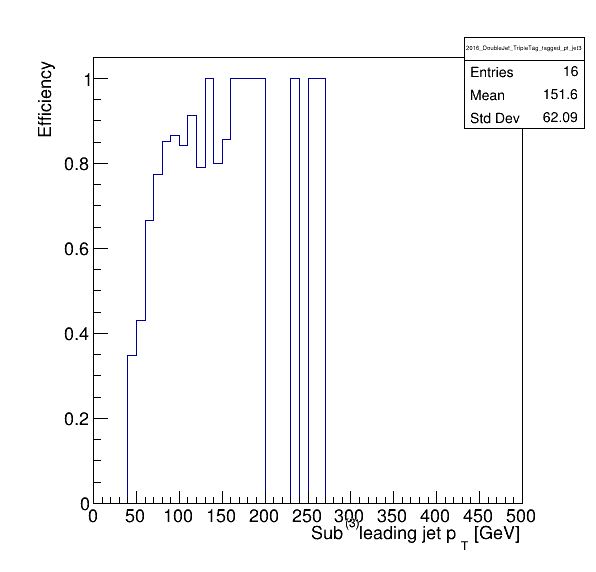 2016_DoubleJet_TripleTag_tagged_pt_jet3
Entries 16
Mean 151.6
Std Dev 62.09
Efficiency
1
0.8
0.6
0.4
0.2
0
0 50 100 150 200 250 300 350 400 450 500
Sub(3)leading jet pT [GeV]